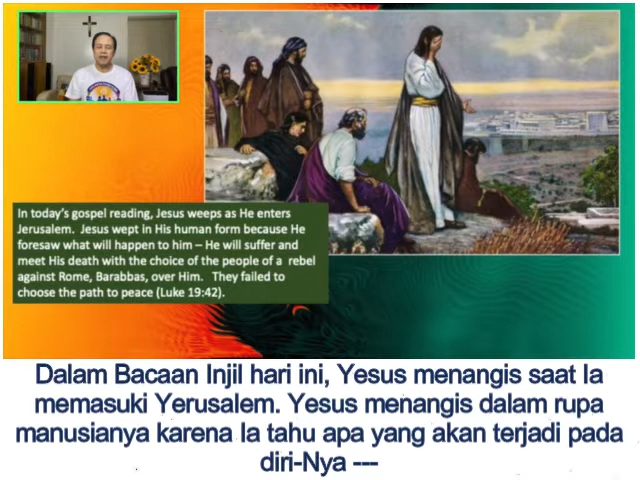 In today's gospel reading, Jesus weeps as He enters
Jerusalem. Jesus wept in His human form because He
foresaw what will happen to him – He will suffer and
meet His death with the choice of the people of a rebel
against Rome, Barabbas, over Him. They failed to
choose the path to peace (Luke 19:42).
Dalam Bacaan Injil hari ini, Yesus menangis saat Ia
memasuki Yerusalem. Yesus menangis dalam rupa
manusianya karena Ia tahu apa yang akan terjadi pada
diri-Nya ---